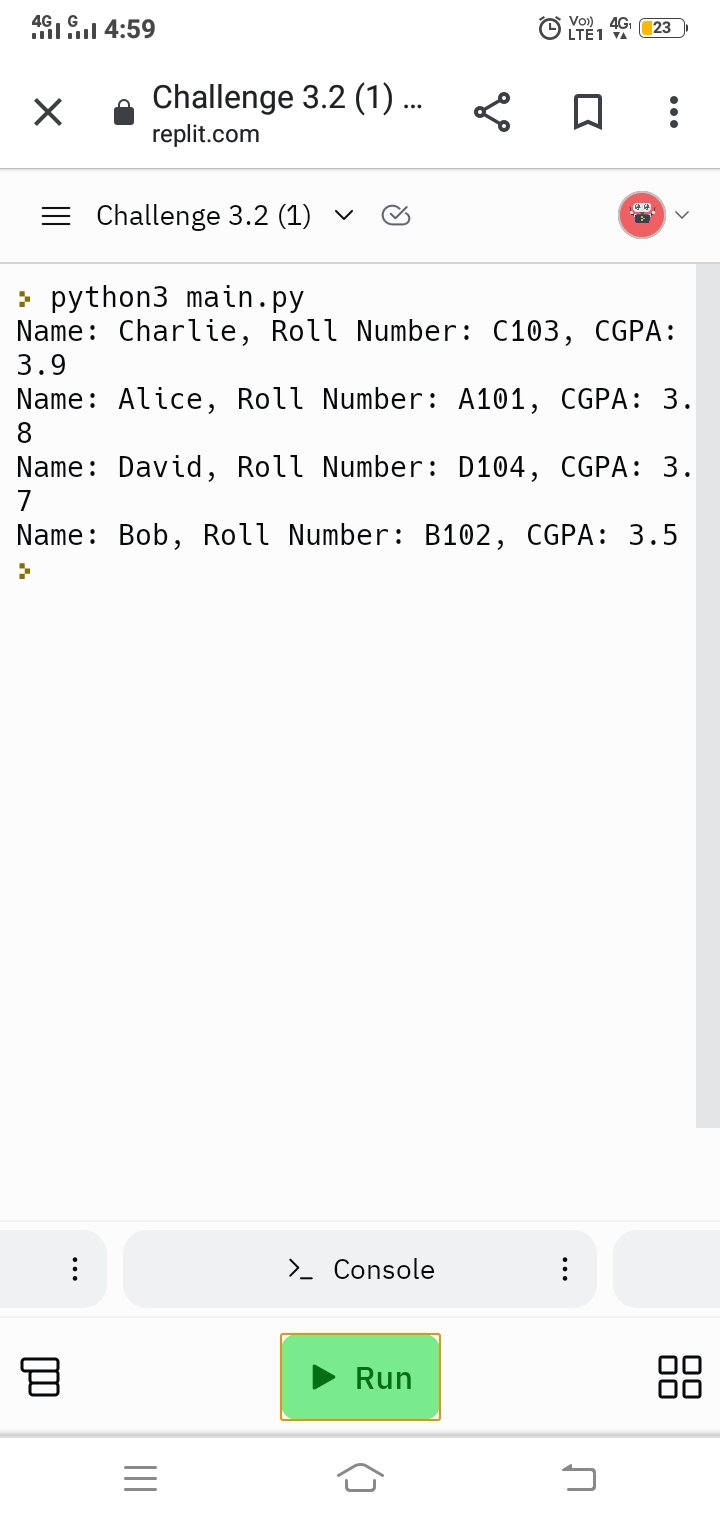 4G G 4:59 Vo)) LTE1 4G 23
Challenge 3.2 (1) ...
replit.com
Challenge 3.2 (1)
python3 main.py
Name: Charlie, Roll Number: C103, CGPA:
3.9
Name: Alice, Roll Number: A101, CGPA: 3.
8
Name: David, Roll Number: D104, CGPA: 3.
7
Name: Bob, Roll Number: B102, CGPA: 3.5
>_ Console
Run